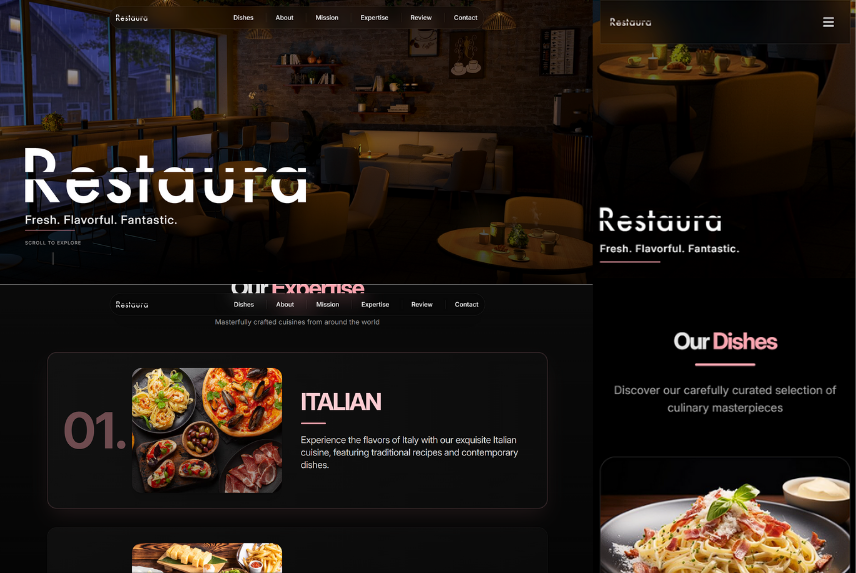 Restaura
Dishes About Mission Expertise Review Contact
Restaura
Fresh. Flavorful. Fantastic.
SCROLL TO EXPLORE
Our Expertise
Restaura
Dishes About Mission Expertise Review Contact
Masterfully crafted cuisines from around the world
01.
ITALIAN
Experience the flavors of Italy with our exquisite Italian
cuisine, featuring traditional recipes and contemporary
dishes.
Restaura
Restaura
Fresh. Flavorful. Fantastic.
Our Dishes
Discover our carefully curated selection of
culinary masterpieces